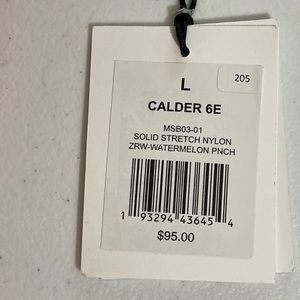 L
205
CALDER 6E
MSB03-01
SOLID STRETCH NYLON
ZRW-WATERMELON PNCH
1 93294 43645 4
$95.00